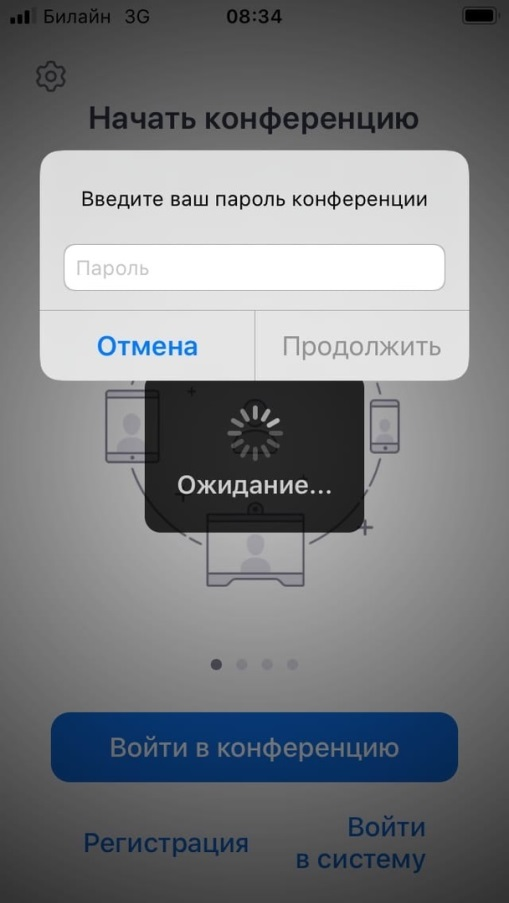 Билайн 3G 08:34
Начать конференцию
Введите ваш пароль конференции
Пароль
Отмена Продолжить
Ожидание...
Войти в конференцию
Регистрация
Войти
в систему